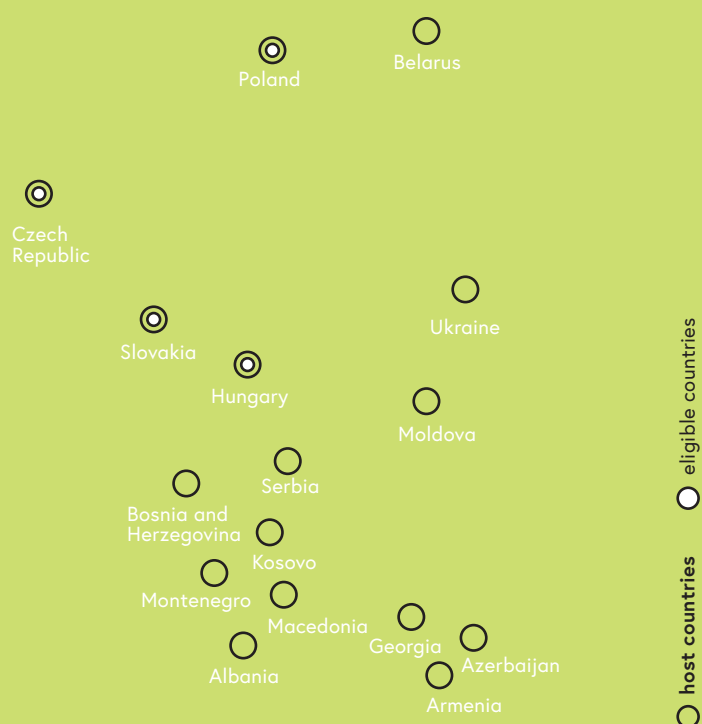 Belarus
Poland
Czech
Republic
Ukraine
Slovakia
Hungary
Moldova
Serbia
Bosnia and
Herzegovina
Kosovo
Montenegro
Macedonia
Georgia
Azerbaijan
Albania
Armenia
eligible countries
host countries